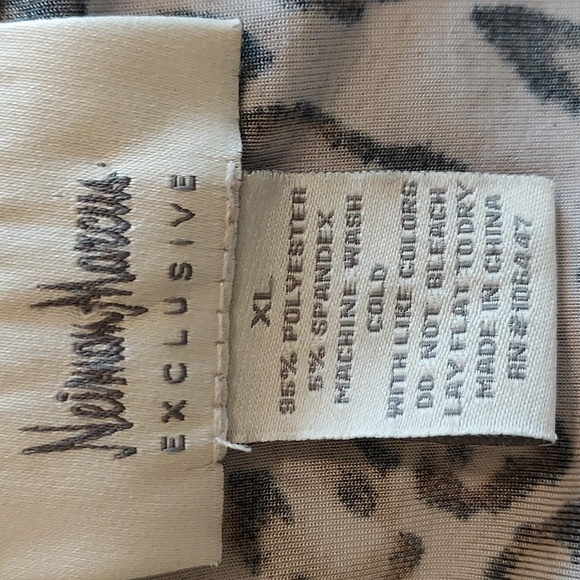 Neiman Marcus
EXCLUSIVE
XL
95% POLYESTER
5% SPANDEX
MACHINE WASH
COLD
WITH LIKE COLORS
DO NOT BLEACH
LAY FLAT TO DRY
MADE IN CHINA
RN#106447